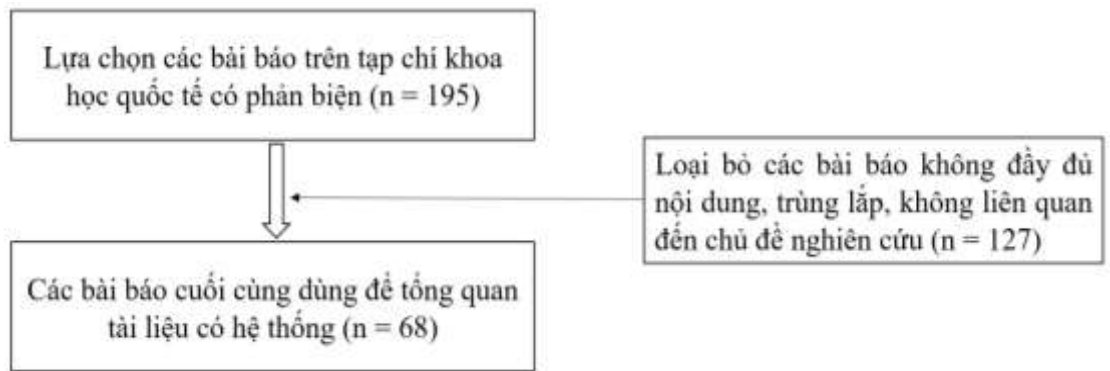 Lựa chọn các bài báo trên tạp chí khoa
học quốc tế có phản biện (n = 195)
Loại bỏ các bài báo không đầy đủ
nội dung, trùng lắp, không liên quan
đến chủ đề nghiên cứu (n = 127)
Các bài báo cuối cùng dùng để tổng quan
tài liệu có hệ thống (n = 68)